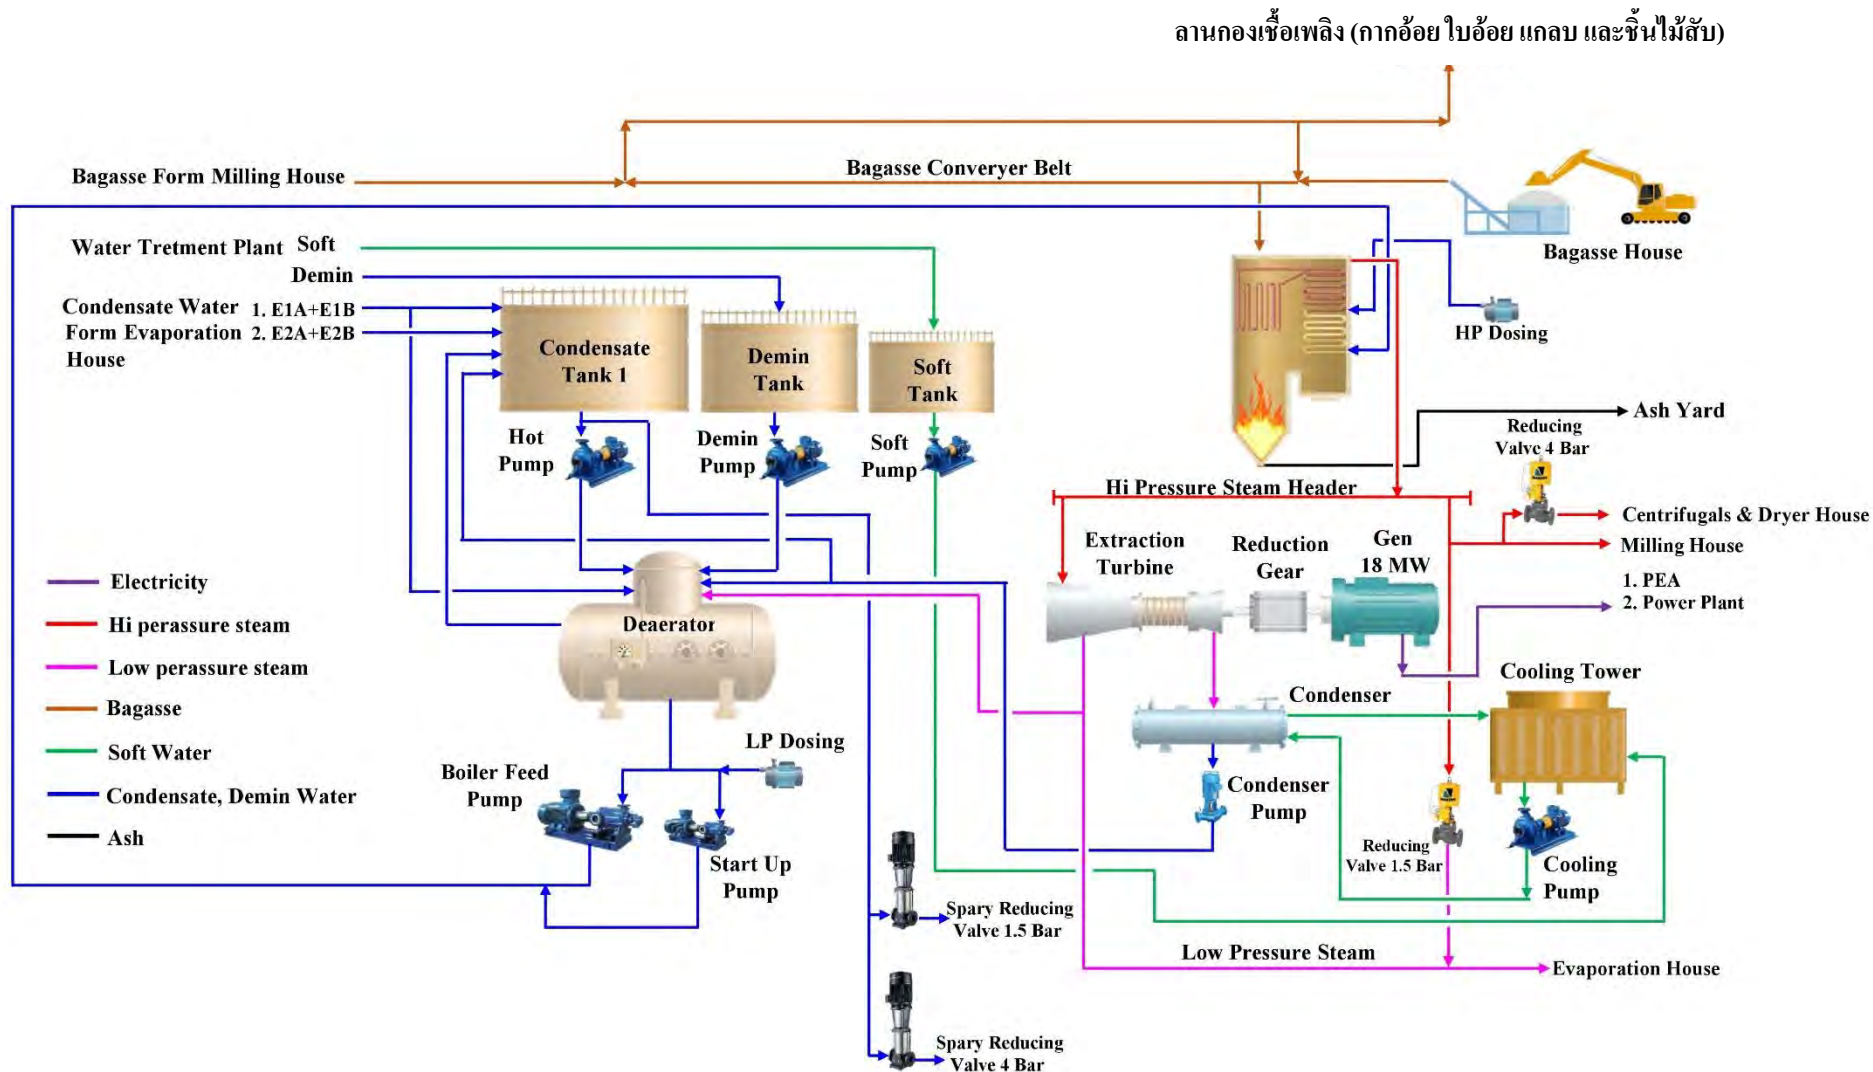 ลานกองเชื้อเพลิง (กากอ้อย ใบอ้อย แกลบ และชิ้นไม้สับ)
Bagasse Form Milling House
Bagasse Converyer Belt
Bagasse House
Water Tretment Plant
Soft
Demin
Condensate Water
Form Evaporation
House
1. E1A+E1B
2. E2A+E2B
Condensate
Tank 1
Demin
Tank
Soft
Tank
HP Dosing
Ash Yard
Hot
Pump
Demin
Pump
Soft
Pump
Reducing
Valve 4 Bar
Hi Pressure Steam Header
Centrifugals & Dryer House
Milling House
Extraction
Turbine
Reduction
Gear
Gen
18 MW
1. PEA
2. Power Plant
Electricity
Hi perassure steam
Low perassure steam
Bagasse
Soft Water
Condensate, Demin Water
Ash
Deaerator
Condenser
Cooling Tower
LP Dosing
Boiler Feed
Pump
Start Up
Pump
Condenser
Pump
Reducing
Valve 1.5 Bar
Cooling
Pump
Spary Reducing
Valve 1.5 Bar
Low Pressure Steam
Evaporation House
Spary Reducing
Valve 4 Bar